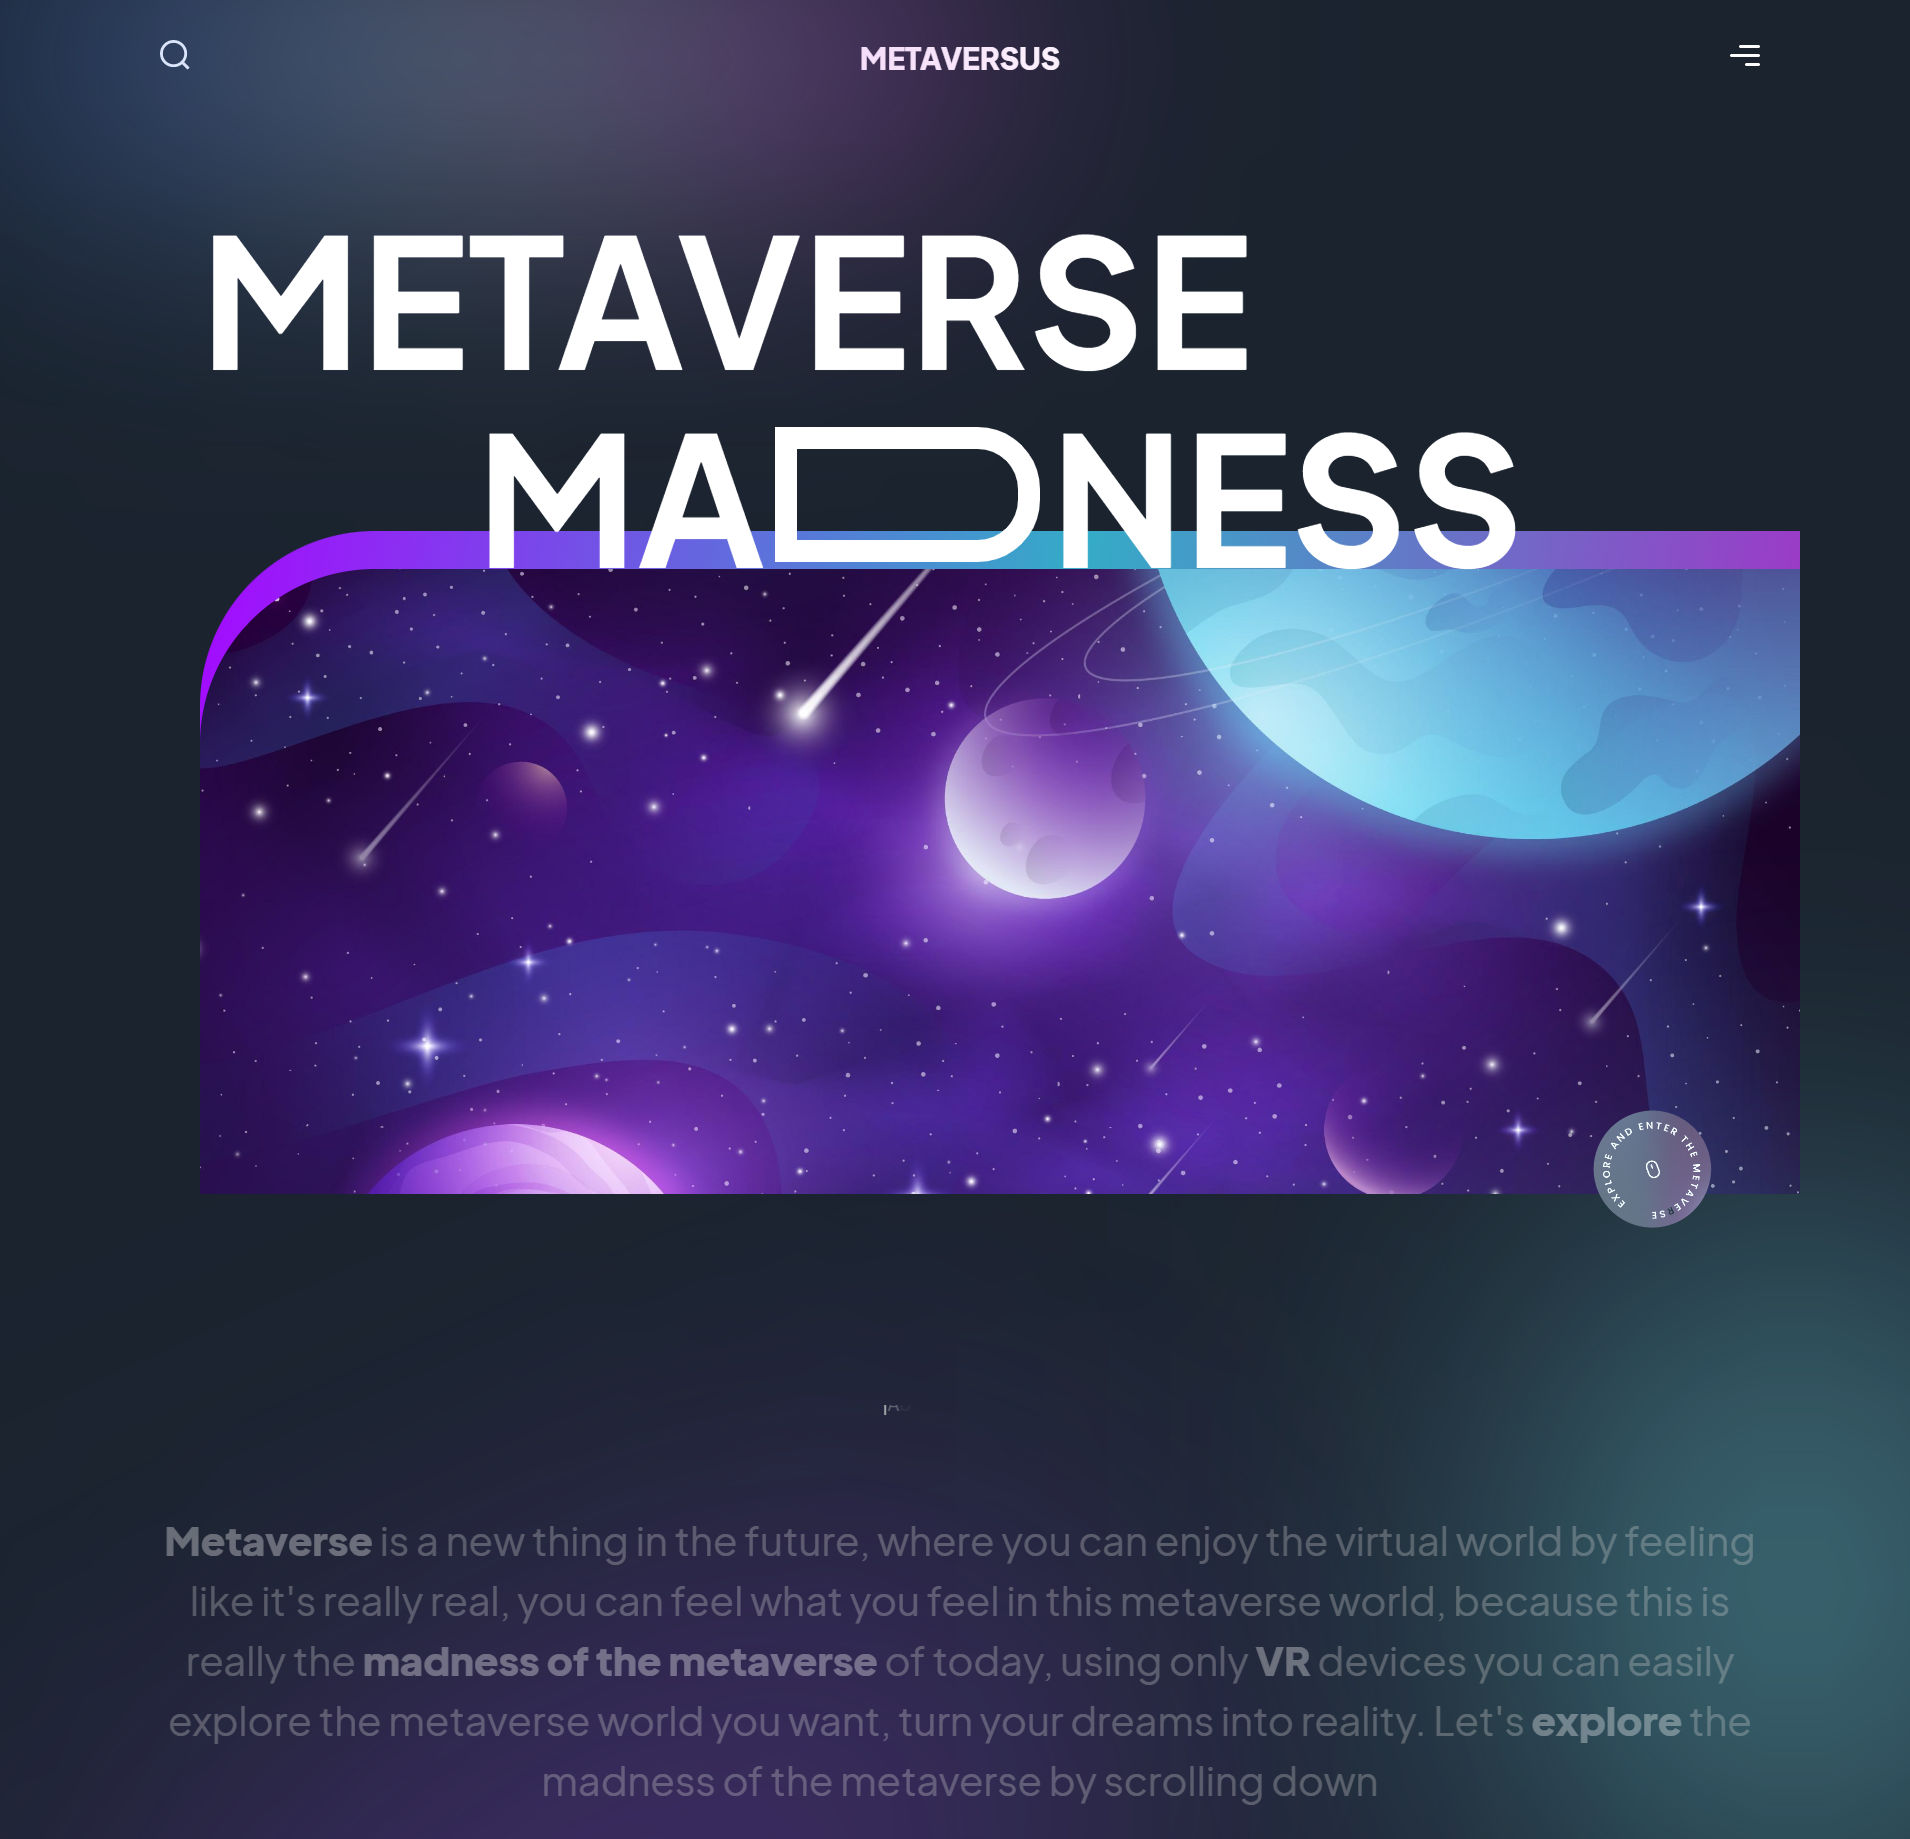 METAVERSUS
METAVERSE
MADNESS
EXPLORE AND ENTER THE METAVERSE
Metaverse is a new thing in the future, where you can enjoy the virtual world by feeling
like it's really real, you can feel what you feel in this metaverse world, because this is
really the madness of the metaverse of today, using only VR devices you can easily
explore the metaverse world you want, turn your dreams into reality. Let's explore the
madness of the metaverse by scrolling down